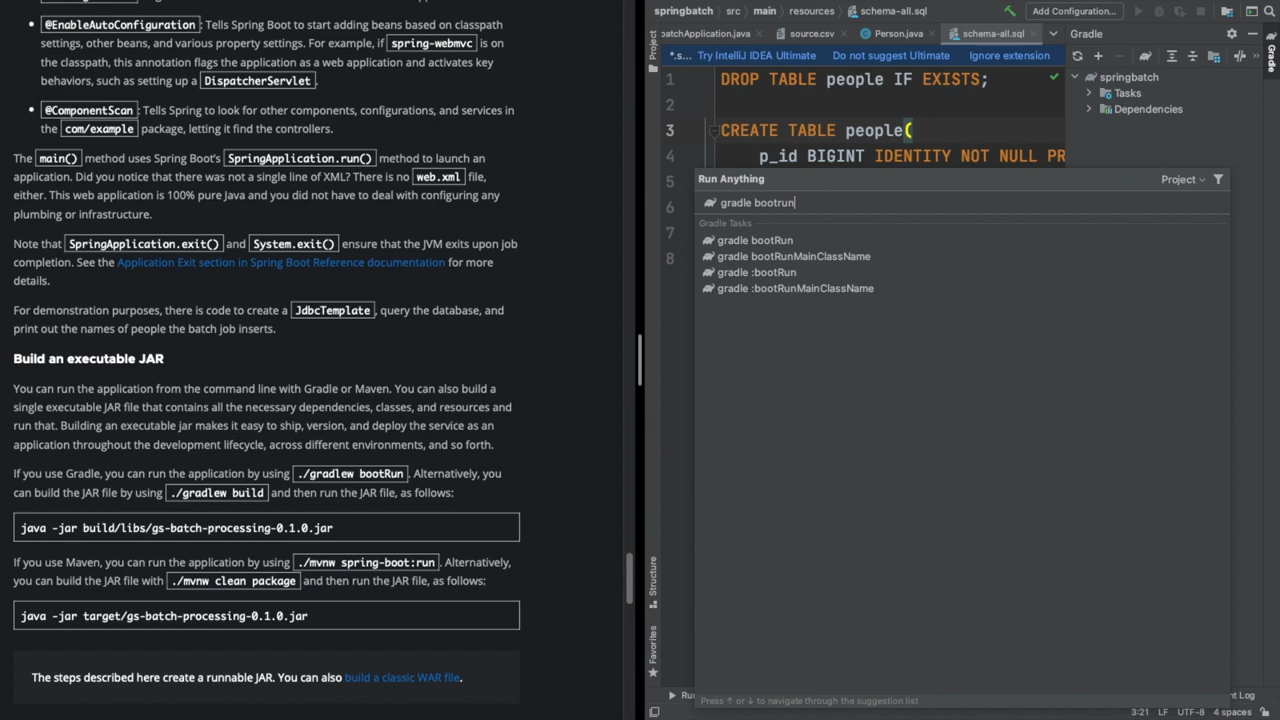 @EnableAutoConfiguration: Tells Spring Boot to start adding beans based on classpath
settings, other beans, and various property settings. For example, if spring-webmvc is on
the classpath, this annotation flags the application as a web application and activates key
behaviors, such as setting up a DispatcherServlet.
@ComponentScan: Tells Spring to look for other components, configurations, and services in
the com/example package, letting it find the controllers.
The main() method uses Spring Boot's SpringApplication.run() method to launch an
application. Did you notice that there was not a single line of XML? There is no web.xml file,
either. This web application is 100% pure Java and you did not have to deal with configuring any
plumbing or infrastructure.
Note that SpringApplication.exit() and System.exit() ensure that the JVM exits upon job
completion. See the Application Exit section in Spring Boot Reference documentation for more
details.
For demonstration purposes, there is code to create a JdbcTemplate, query the database, and
print out the names of people the batch job inserts.
Build an executable JAR
You can run the application from the command line with Gradle or Maven. You can also build a
single executable JAR file that contains all the necessary dependencies, classes, and resources and
run that. Building an executable jar makes it easy to ship, version, and deploy the service as an
application throughout the development lifecycle, across different environments, and so forth.
If you use Gradle, you can run the application by using ./gradlew bootRun. Alternatively, you
can build the JAR file by using ./gradlew build and then run the JAR file, as follows:
java -jar build/libs/gs-batch-processing-0.1.0.jar
If you use Maven, you can run the application by using ./mvnw spring-boot:run. Alternatively,
you can build the JAR file with ./mvnw clean package and then run the JAR file, as follows:
java -jar target/gs-batch-processing-0.1.0.jar
The steps described here create a runnable JAR. You can also build a classic WAR file.
springbatch src main resources schema-all.sql Add Configuration...
Project
patchApplication.java source.csv Person.java schema-all.sql Gradle
*.s... Try IntelliJ IDEA Ultimate Do not suggest Ultimate Ignore extension
1 DROP TABLE people IF EXISTS;
2
3 CREATE TABLE people(
4 p_id BIGINT IDENTITY NOT NULL PR
5
6
7
8
springbatch
Tasks
Dependencies
Gradle
Run Anything Project
gradle bootrun
Gradle Tasks
gradle bootRun
gradle bootRunMainClassName
gradle :bootRun
gradle :bootRunMainClassName
Structure
Favorites
Press ↑ or ↓ to navigate through the suggestion list
Ru
nt Log
3:21 LF UTF-8 4 spaces